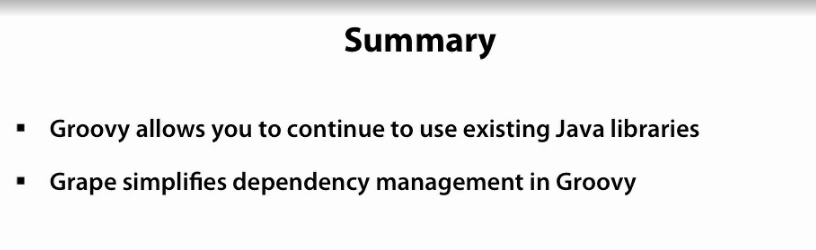 Summary
▪ Groovy allows you to continue to use existing Java libraries
▪ Grape simplifies dependency management in Groovy